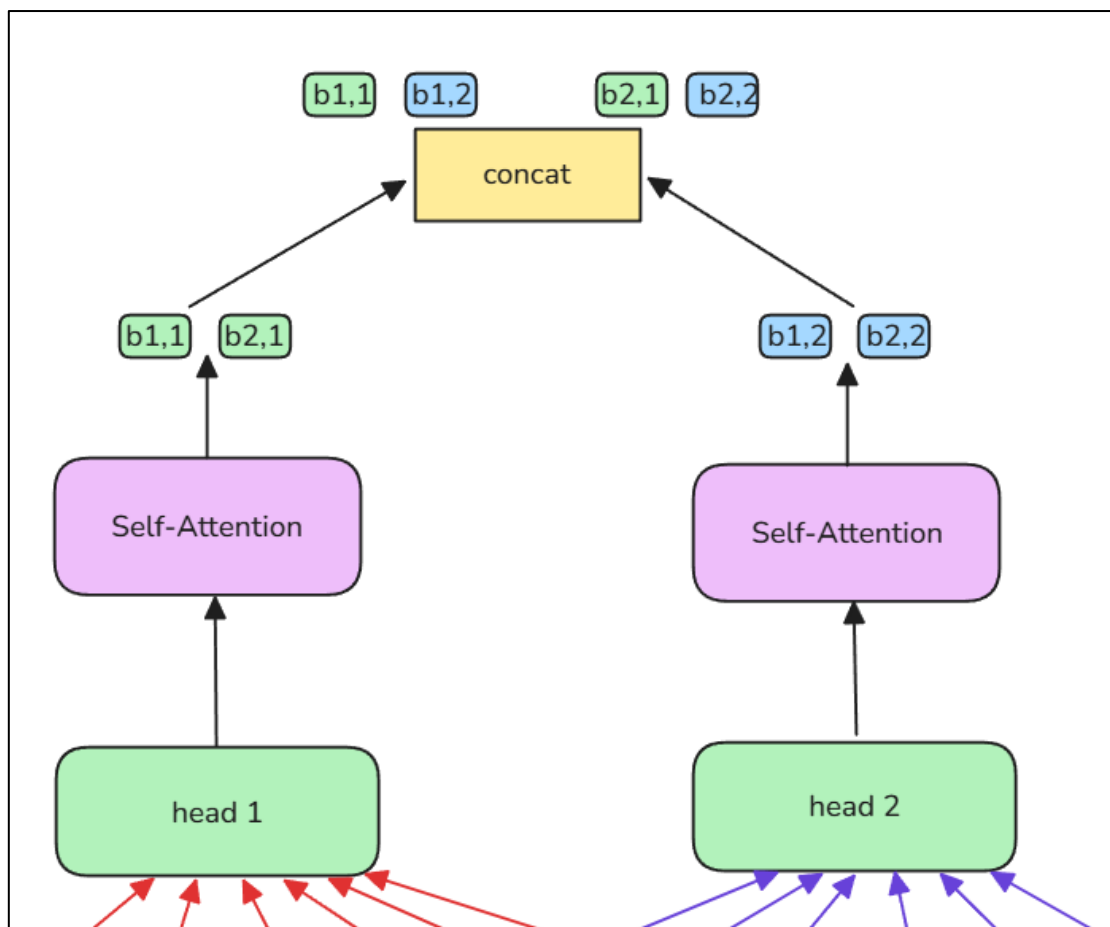 b1,1 b1,2 b2,1 b2,2
concat
b1,1 b2,1 b1,2 b2,2
Self-Attention Self-Attention
head 1 head 2